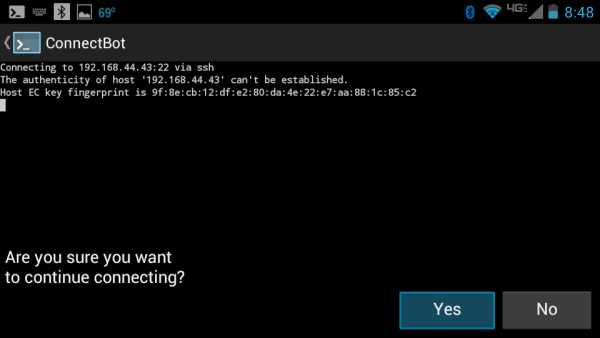 69°
4G
8:48
ConnectBot
Connecting to 192.168.44.43:22 via ssh
The authenticity of host '192.168.44.43' can't be established.
Host EC key fingerprint is 9f:8e:cb:12:df:e2:80:da:4e:22:e7:aa:88:1c:85:c2
Are you sure you want
to continue connecting?
Yes
No